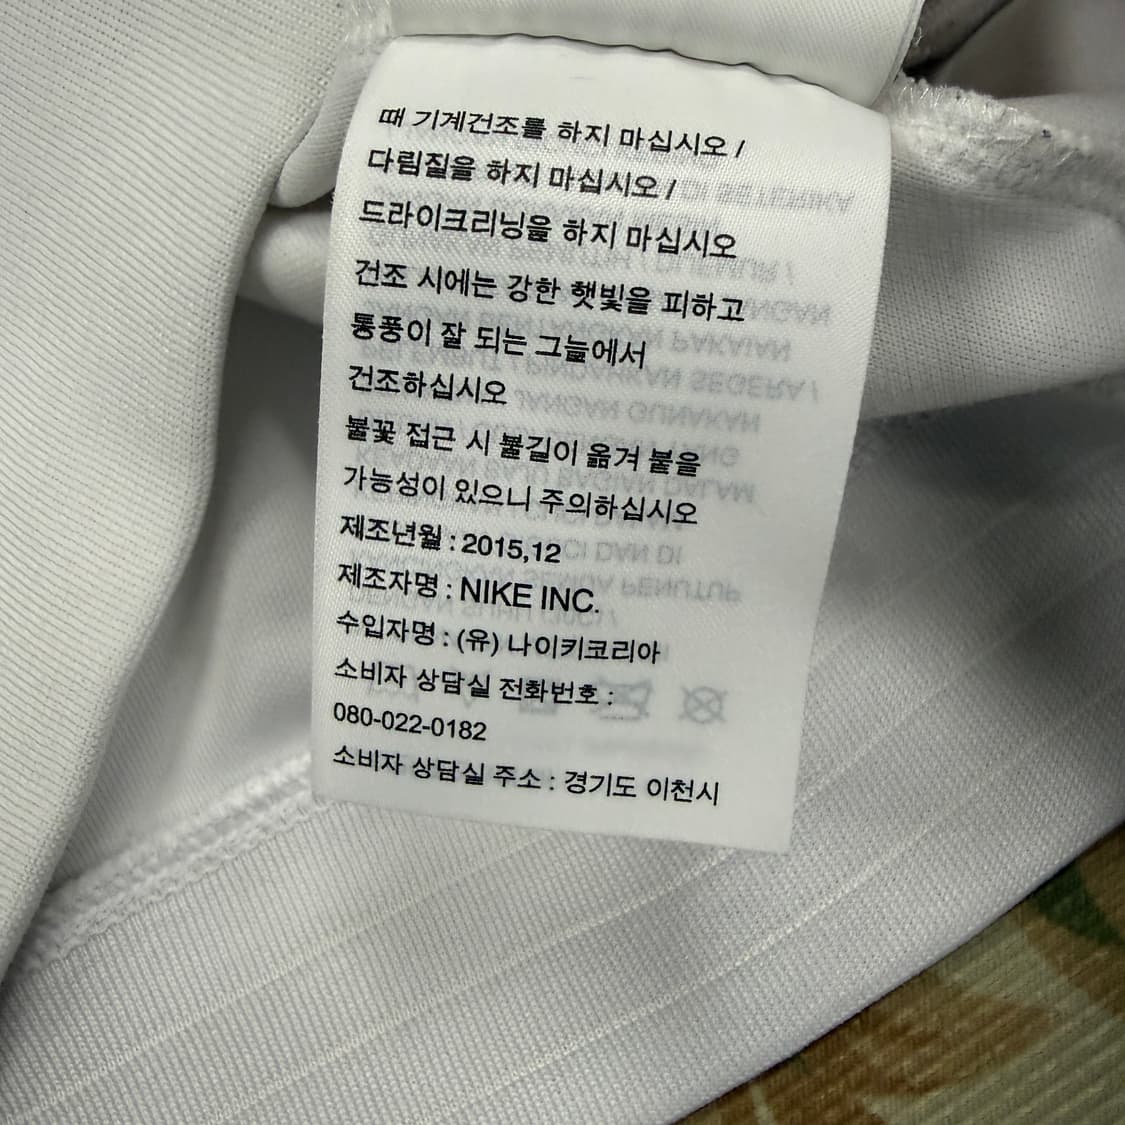 때 기계건조를 하지 마십시오 /
다림질을 하지 마십시오 /
드라이크리닝을 하지 마십시오
건조 시에는 강한 햇빛을 피하고
통풍이 잘 되는 그늘에서
건조하십시오
불꽃 접근 시 불길이 옮겨 붙을
가능성이 있으니 주의하십시오
제조년월 : 2015,12
제조자명 : NIKE INC.
수입자명 : (유) 나이키코리아
소비자 상담실 전화번호 :
080-022-0182
소비자 상담실 주소 : 경기도 이천시